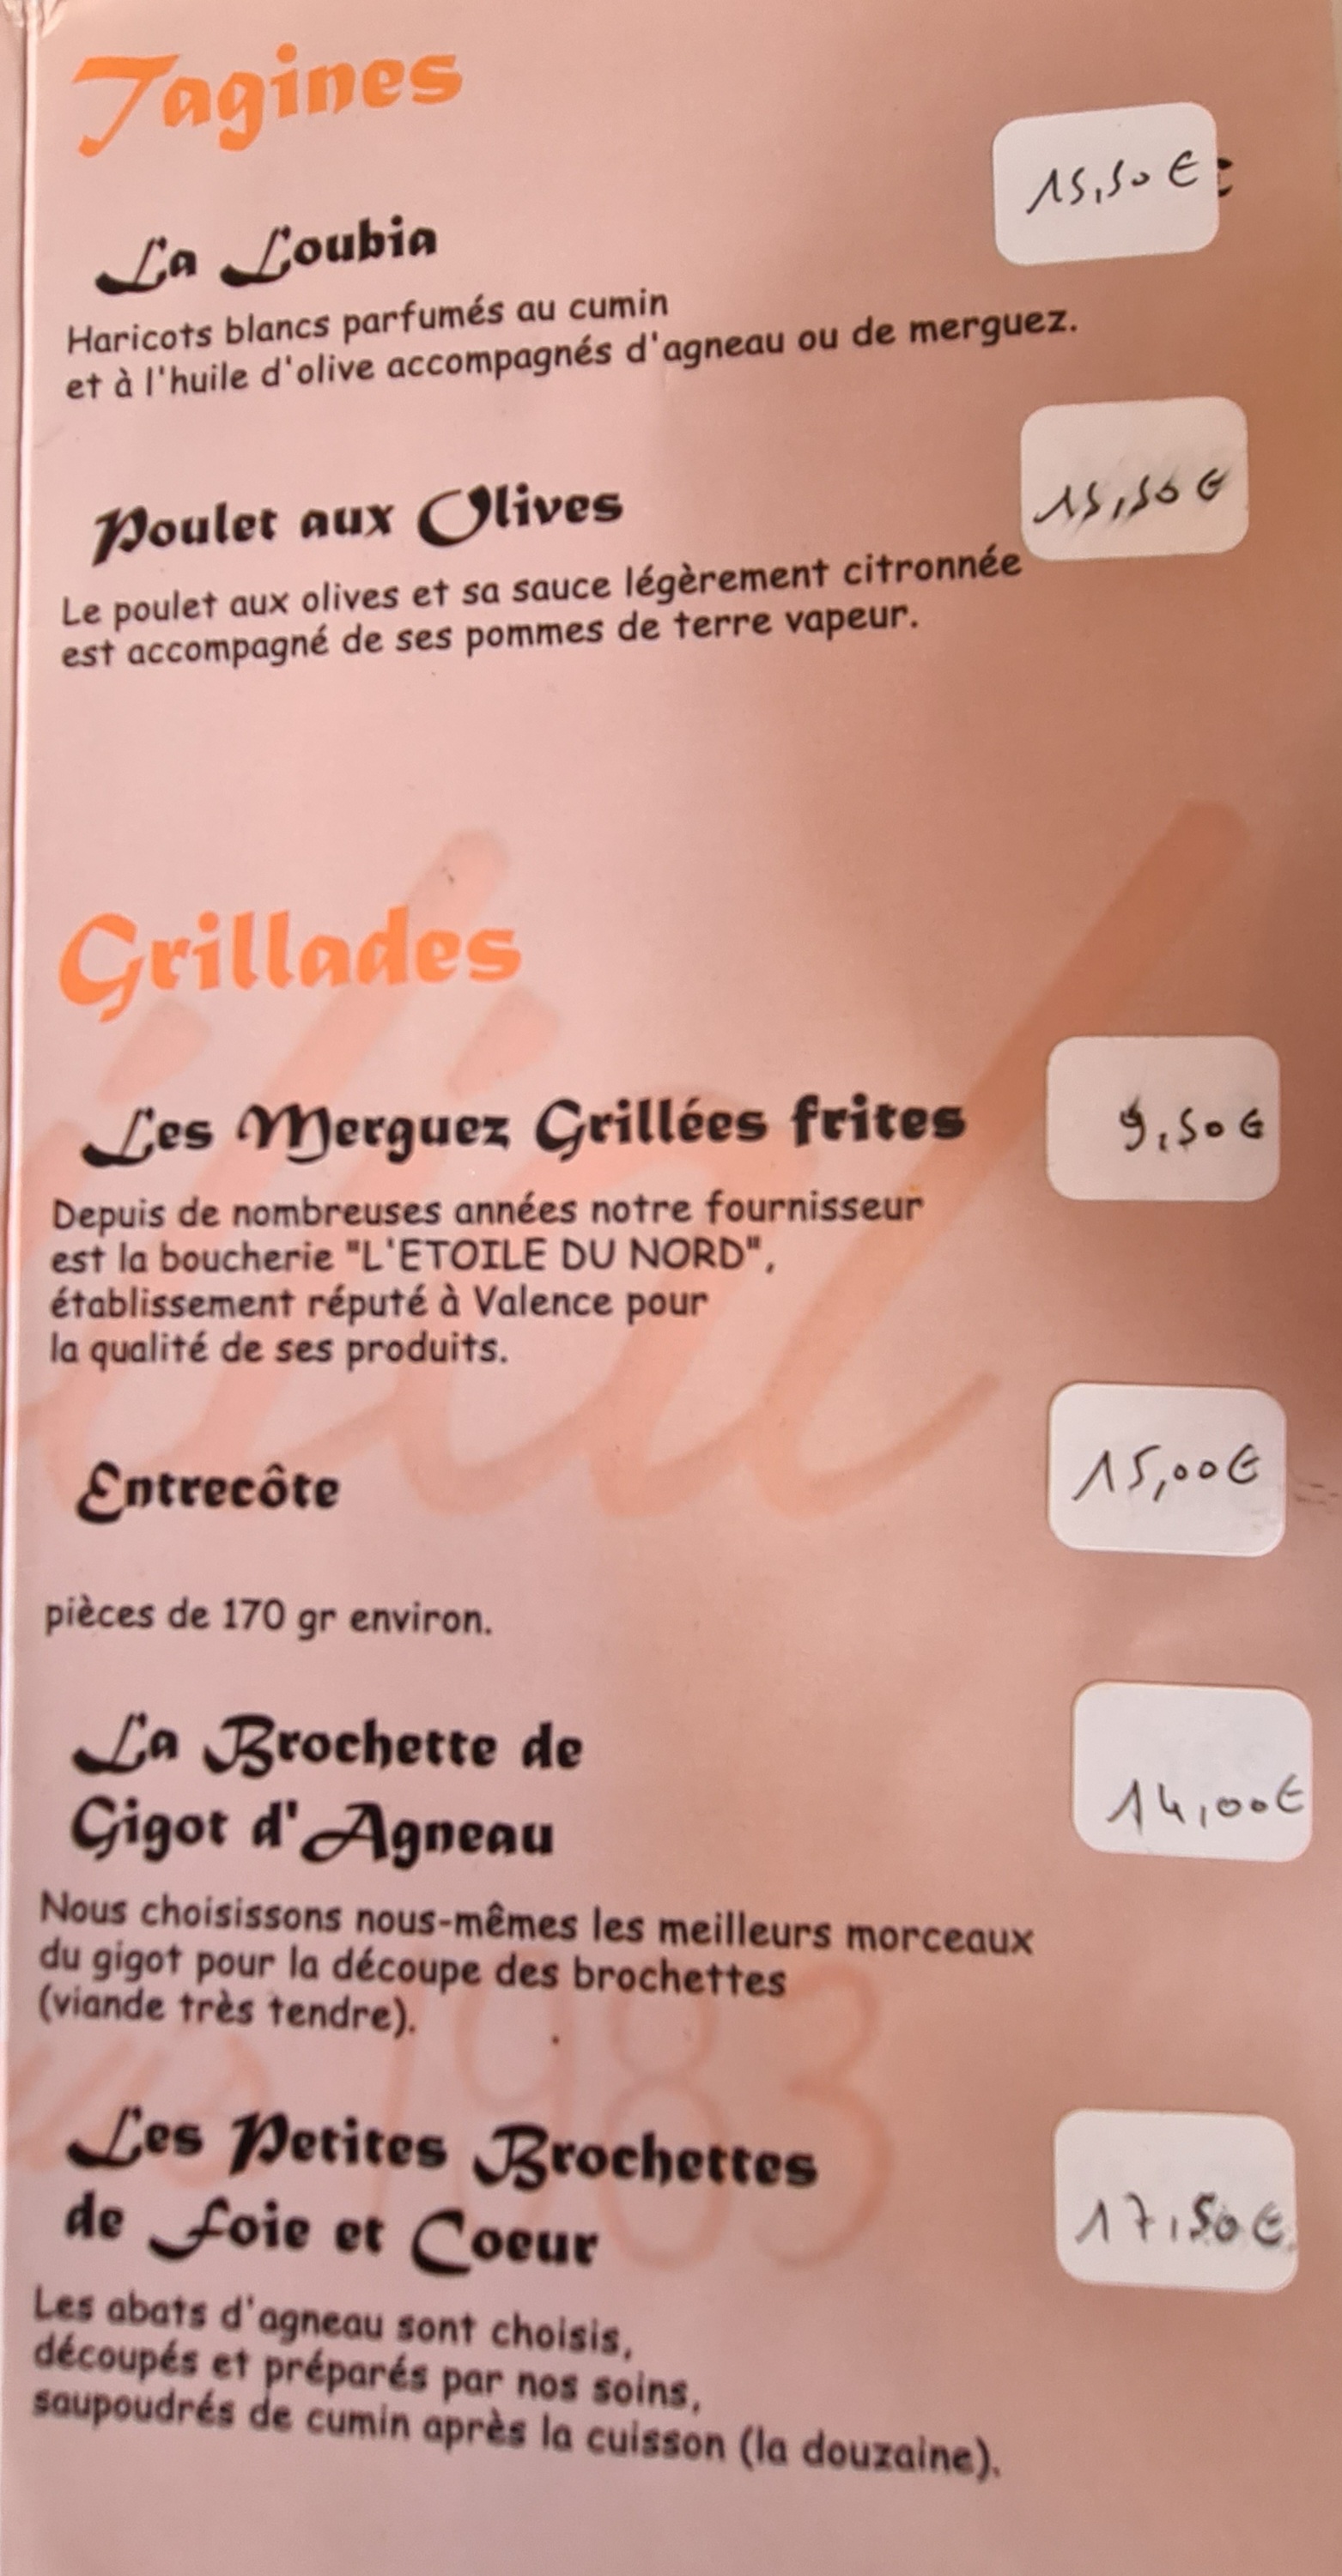 Tagines
15,50 €
La Loubia
Haricots blancs parfumés au cumin
et à l'huile d'olive accompagnés d'agneau ou de merguez.
15,50 €
Poulet aux Olives
Le poulet aux olives et sa sauce légèrement citronnée
est accompagné de ses pommes de terre vapeur.
Grillades
Les Merguez Grillées frites 9,50 €
Depuis de nombreuses années notre fournisseur
est la boucherie "L'ETOILE DU NORD",
établissement réputé à Valence pour
la qualité de ses produits.
Entrecôte 15,00 €
pièces de 170 gr environ.
La Brochette de
Gigot d'Agneau 14,00 €
Nous choisissons nous-mêmes les meilleurs morceaux
du gigot pour la découpe des brochettes
(viande très tendre).
1983
Les Petites Brochettes
de Foie et Coeur 17,50 €
Les abats d'agneau sont choisis,
découpés et préparés par nos soins,
saupoudrés de cumin après la cuisson (la douzaine).